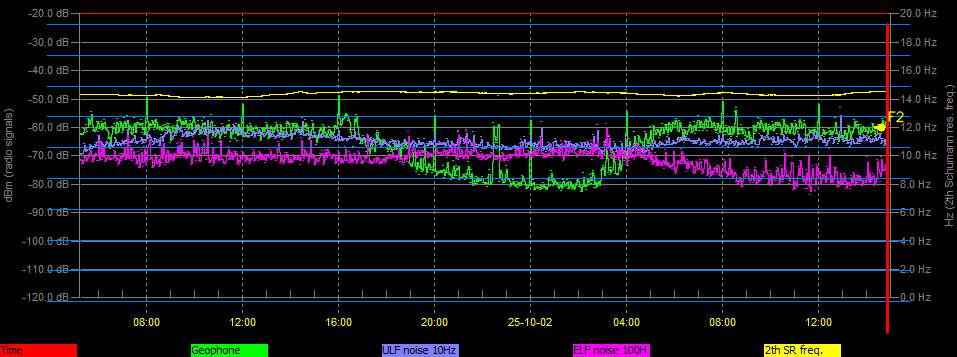 -20.0 dB 20.0 Hz
-30.0 dB 18.0 Hz
-40.0 dB 16.0 Hz
-50.0 dB 14.0 Hz
F2
-60.0 dB 12.0 Hz
-70.0 dB 10.0 Hz
-80.0 dB 8.0 Hz
-90.0 dB 6.0 Hz
-100.0 dB 4.0 Hz
-110.0 dB 2.0 Hz
-120.0 dB 0.0 Hz
dBm (radio signals)
Hz (2th Schumann res. freq.)
08:00 12:00 16:00 20:00 25-10-02 04:00 08:00 12:00
Time Geophone ULF noise 10Hz ELF noise 100H 2th SR freq.